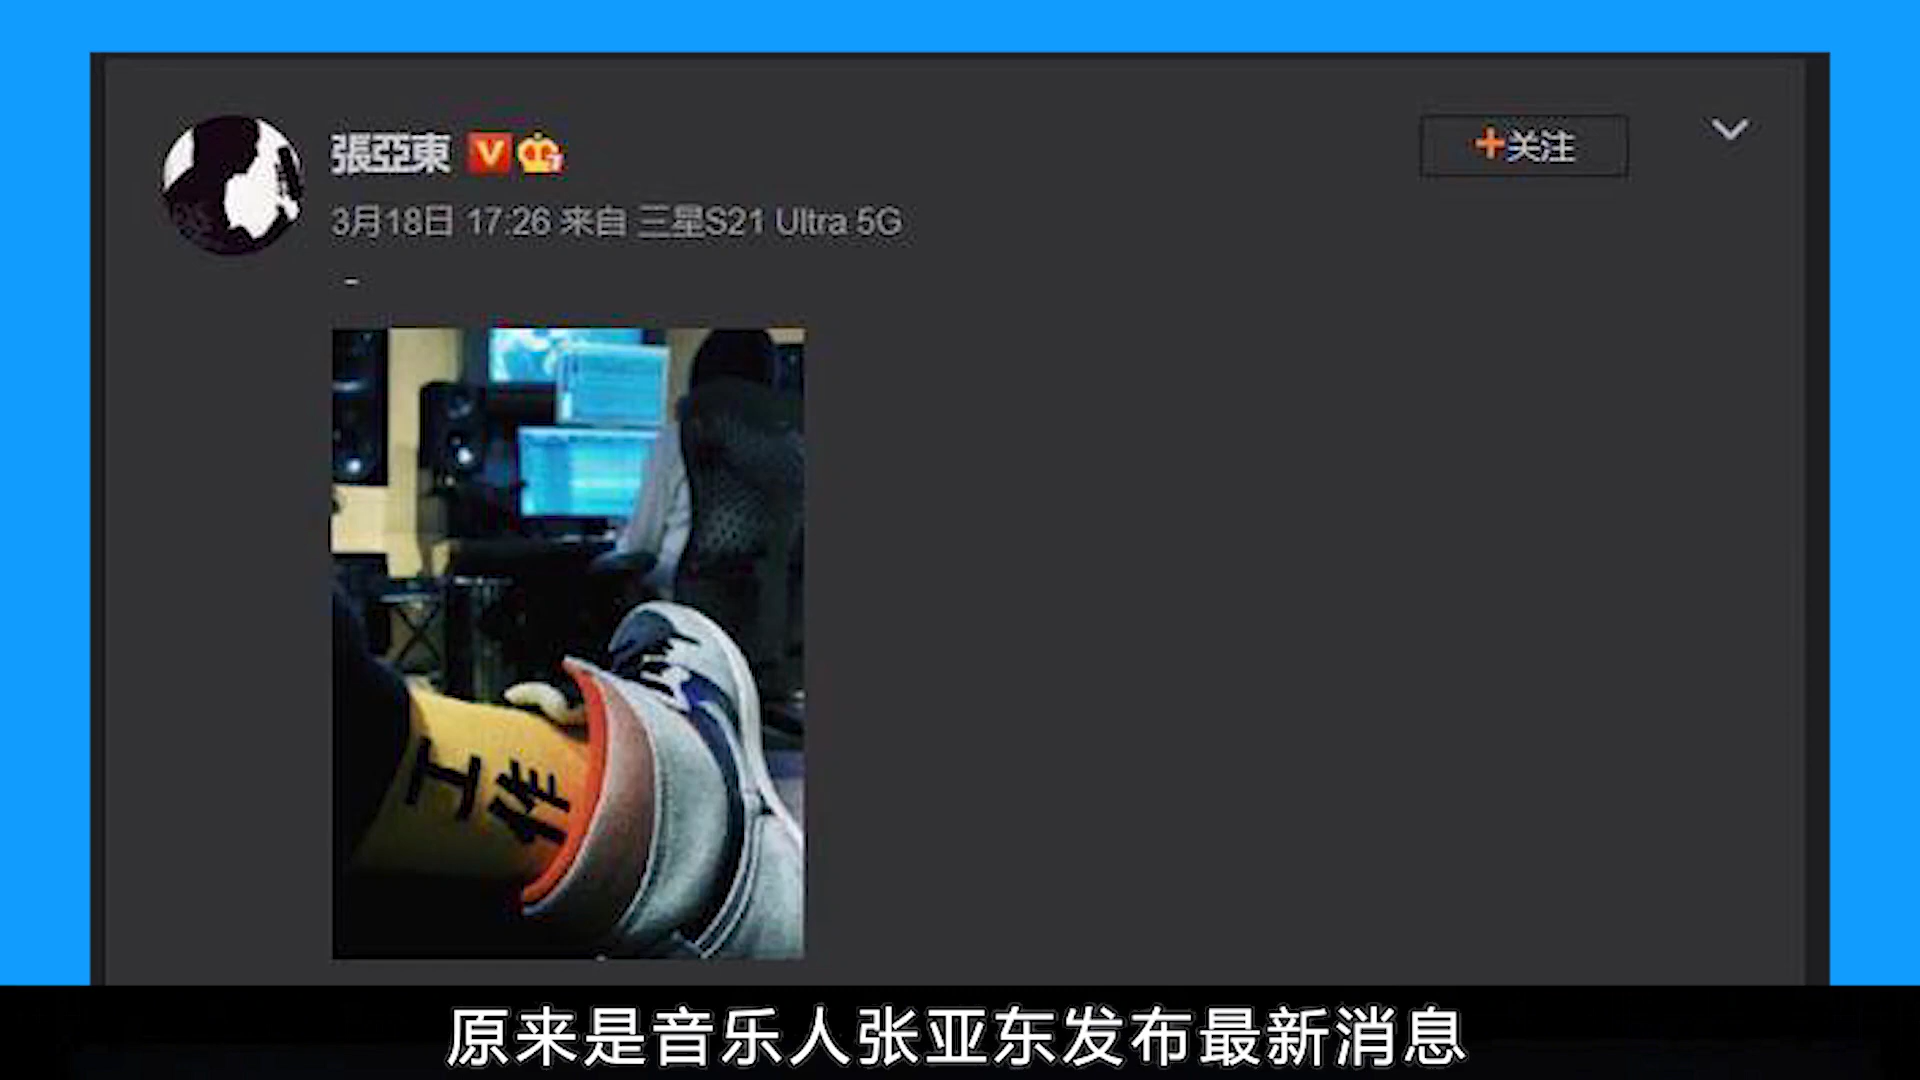 張亞東
+关注
3月18日 17:26 来自 三星S21 Ultra 5G
-
工作
原来是音乐人张亚东发布最新消息